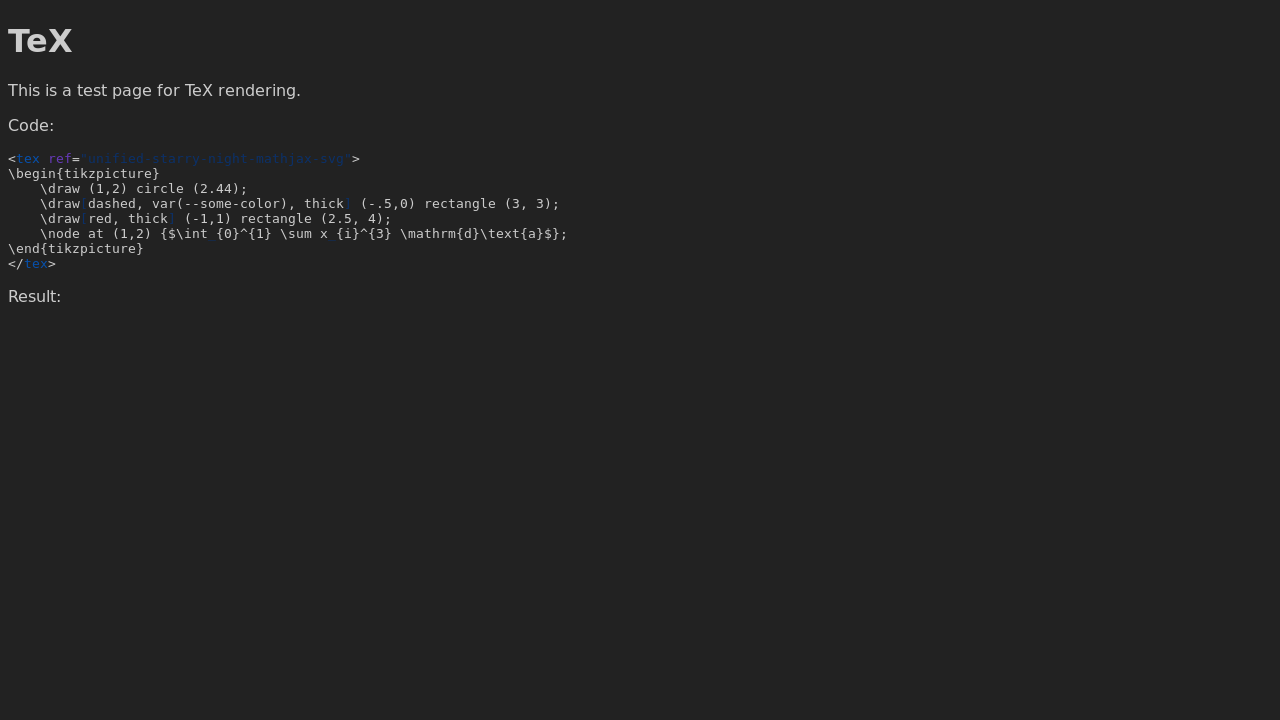 TeX
This is a test page for TeX rendering.
Code:
<tex ref="unified-starry-night-mathjax-svg">
\begin{tikzpicture}
    \draw (1,2) circle (2.44);
    \draw[dashed, var(--some-color), thick] (-.5,0) rectangle (3, 3);
    \draw[red, thick] (-1,1) rectangle (2.5, 4);
    \node at (1,2) {$\int_{0}^{1} \sum x_{i}^{3} \mathrm{d}\text{a}$};
\end{tikzpicture}
</tex>
Result: